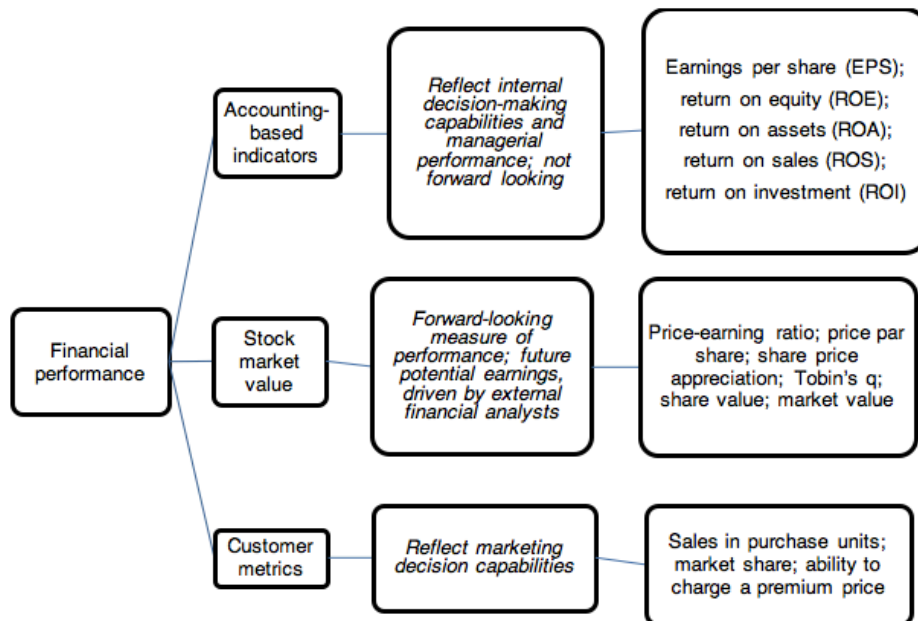 Financial
performance
Accounting-
based
indicators
Reflect internal
decision-making
capabilities and
managerial
performance; not
forward looking
Earnings per share (EPS);
return on equity (ROE);
return on assets (ROA);
return on sales (ROS);
return on investment (ROI)
Stock
market
value
Forward-looking
measure of
performance; future
potential earnings,
driven by external
financial analysts
Price-earning ratio; price par
share; share price
appreciation; Tobin's q;
share value; market value
Customer
metrics
Reflect marketing
decision capabilities
Sales in purchase units;
market share; ability to
charge a premium price